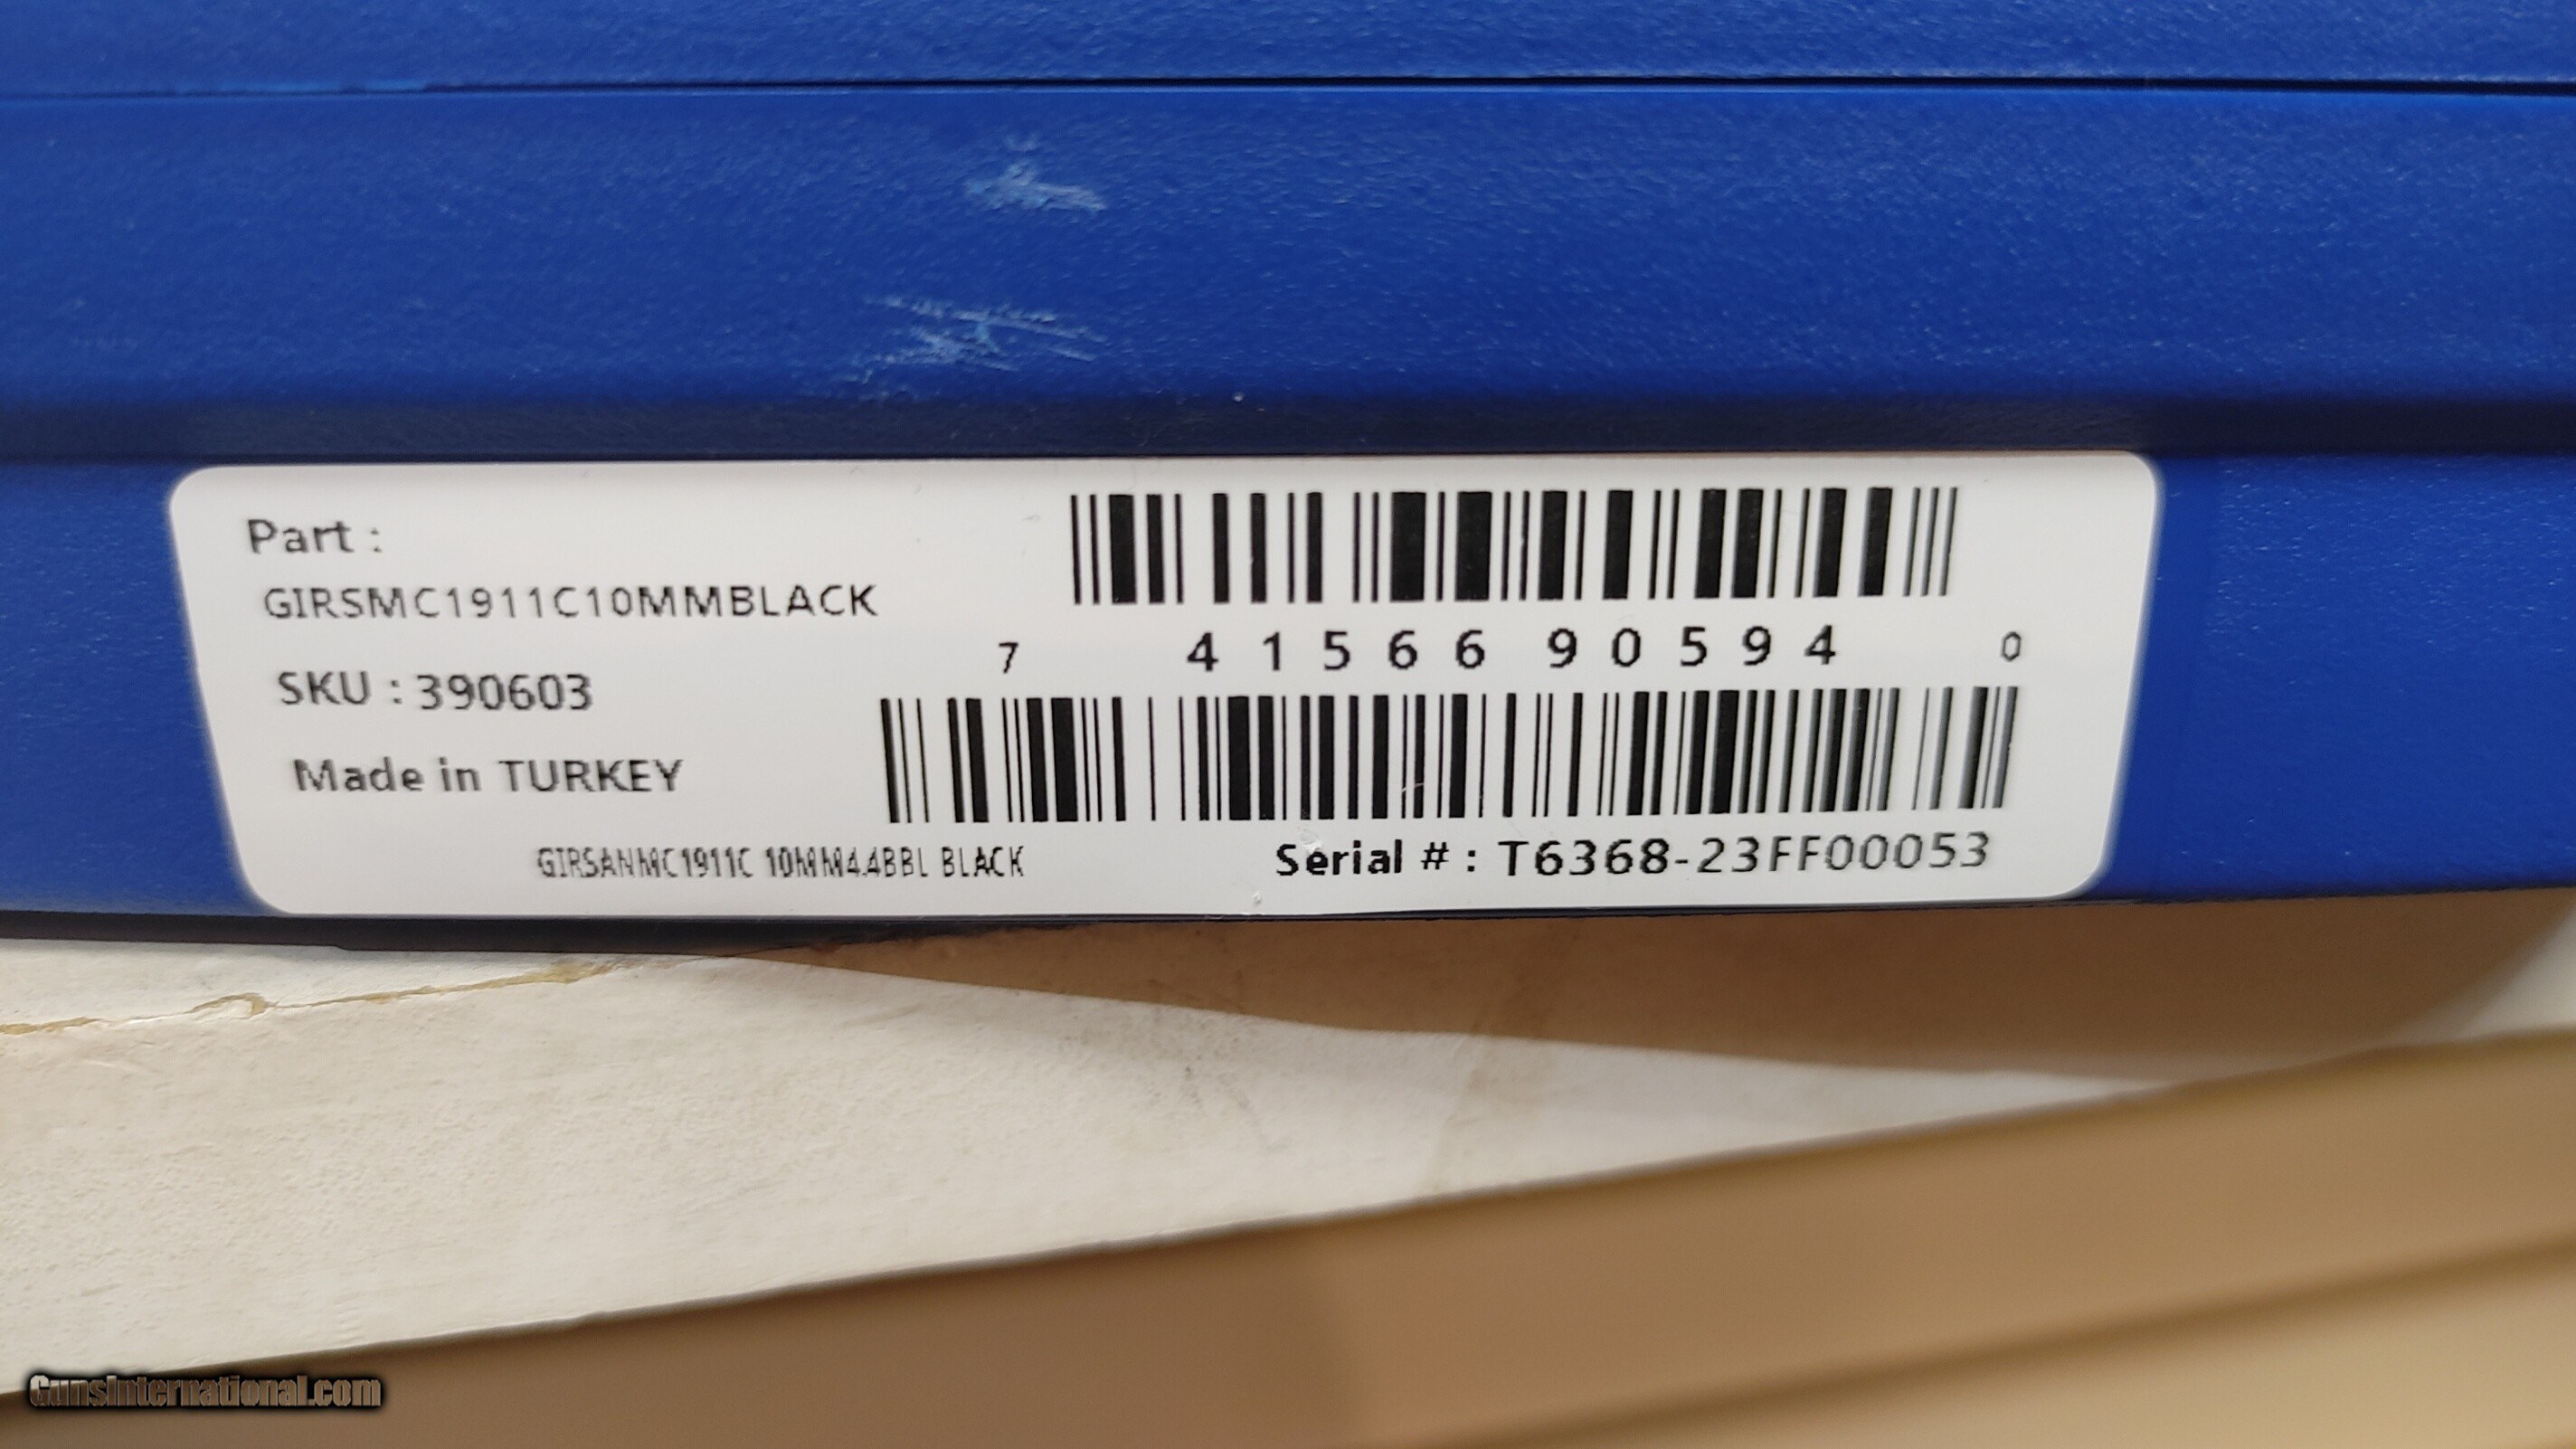 Part :
GIRSMC1911C10MMBLACK
SKU : 390603
Made in TURKEY
GIRSANMC1911C 10MM4.4BBL BLACK
7 41566 90594 0
Serial # : T6368-23FF00053
GunsInternational.com